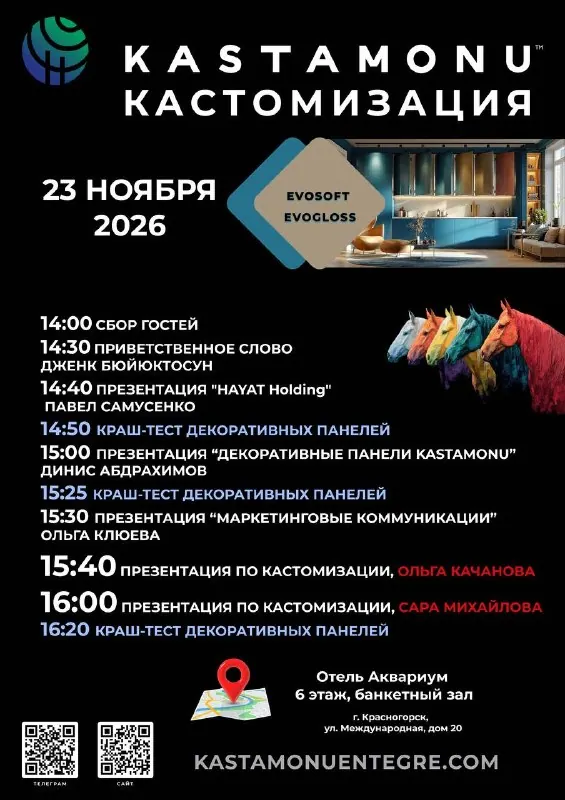 KASTAMONU™
КАСТОМИЗАЦИЯ
23 НОЯБРЯ
2026
EVOSOFT
EVOGLOSS
14:00 СБОР ГОСТЕЙ
14:30 ПРИВЕТСТВЕННОЕ СЛОВО
ДЖЕНК БЮЙЮКТОСУН
14:40 ПРЕЗЕНТАЦИЯ "HAYAT Holding"
ПАВЕЛ САМУСЕНКО
14:50 КРАШ-ТЕСТ ДЕКОРАТИВНЫХ ПАНЕЛЕЙ
15:00 ПРЕЗЕНТАЦИЯ “ДЕКОРАТИВНЫЕ ПАНЕЛИ KASTAMONU”
ДИНИС АБДРАХИМОВ
15:25 КРАШ-ТЕСТ ДЕКОРАТИВНЫХ ПАНЕЛЕЙ
15:30 ПРЕЗЕНТАЦИЯ “МАРКЕТИНГОВЫЕ КОММУНИКАЦИИ”
ОЛЬГА КЛЮЕВА
15:40 ПРЕЗЕНТАЦИЯ ПО КАСТОМИЗАЦИИ, ОЛЬГА КАЧАНОВА
16:00 ПРЕЗЕНТАЦИЯ ПО КАСТОМИЗАЦИИ, САРА МИХАЙЛОВА
16:20 КРАШ-ТЕСТ ДЕКОРАТИВНЫХ ПАНЕЛЕЙ
Отель Аквариум
6 этаж, банкетный зал
г. Красногорск,
ул. Международная, дом 20
KASTAMONUENTEGRE.COM
ТЕЛЕГРАМ
САЙТ